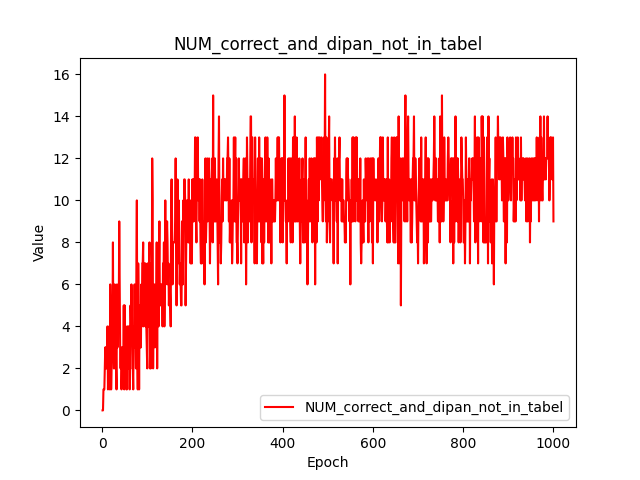 NUM_correct_and_dipan_not_in_tabel
16
14
12
10
8
6
4
2
0
Value
0 200 400 600 800 1000
Epoch
NUM_correct_and_dipan_not_in_tabel